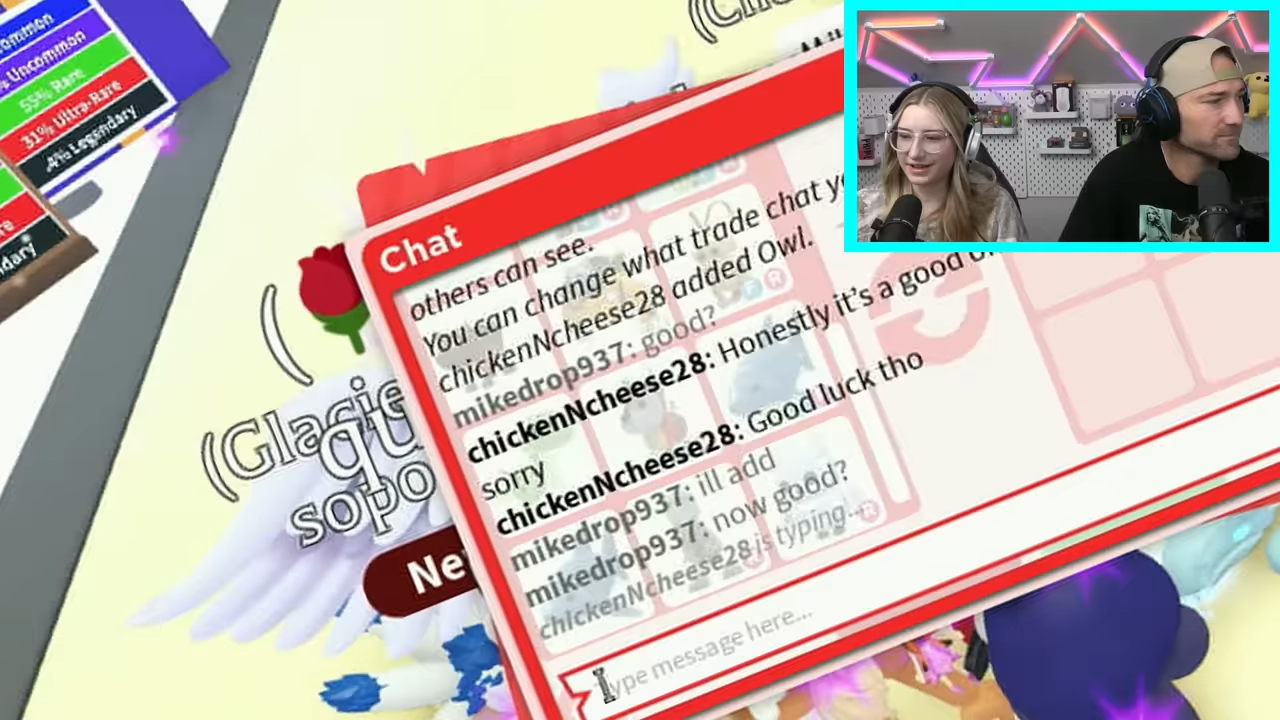 Uncommon
55% Rare
31% Ultra-Rare
4% Legendary
Chat
others can see.
You can change what trade chat
chickenNcheese28 added Owl.
mikedrop937: good?
chickenNcheese28: Honestly it's a good
sorry
chickenNcheese28: Good luck tho
mikedrop937: ill add
mikedrop937: now good?
chickenNcheese28 is typing...
Type message here...